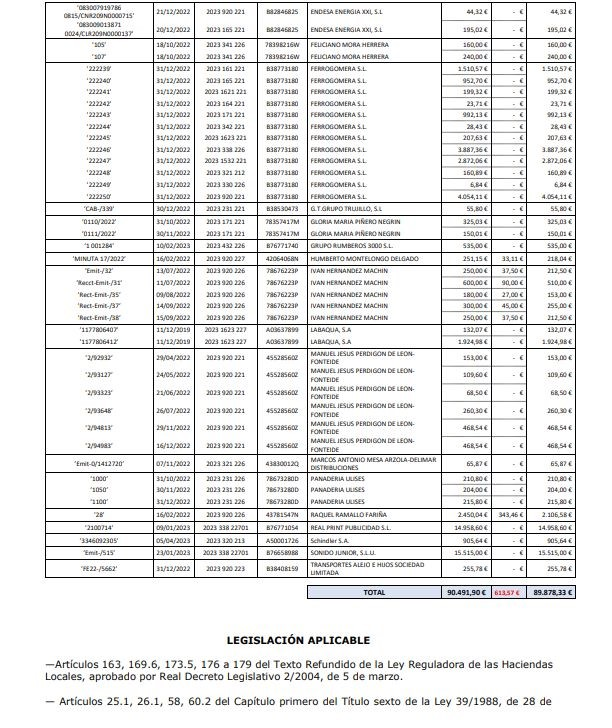 '083007919786 0815/CNR209N0000715' 21/12/2022 2023 920 221 B82846825 ENDESA ENERGIA XXI, S.L 44,32 € - € 44,32 €
'083009013871 0024/CLR209N0000137' 20/12/2022 2023 165 221 B82846825 ENDESA ENERGIA XXI, S.L 195,02 € - € 195,02 €
'105' 18/10/2022 2023 341 226 78398216W FELICIANO MORA HERRERA 160,00 € - € 160,00 €
'107' 18/10/2022 2023 341 226 78398216W FELICIANO MORA HERRERA 240,00 € - € 240,00 €
'222239' 31/12/2022 2023 161 221 B38773180 FERROGOMERA S.L. 1.510,57 € - € 1.510,57 €
'222240' 31/12/2022 2023 165 221 B38773180 FERROGOMERA S.L. 952,70 € - € 952,70 €
'222241' 31/12/2022 2023 1621 221 B38773180 FERROGOMERA S.L. 199,32 € - € 199,32 €
'222242' 31/12/2022 2023 164 221 B38773180 FERROGOMERA S.L. 23,71 € - € 23,71 €
'222243' 31/12/2022 2023 171 221 B38773180 FERROGOMERA S.L. 992,13 € - € 992,13 €
'222244' 31/12/2022 2023 342 221 B38773180 FERROGOMERA S.L. 28,43 € - € 28,43 €
'222245' 31/12/2022 2023 1623 221 B38773180 FERROGOMERA S.L. 207,63 € - € 207,63 €
'222246' 31/12/2022 2023 338 226 B38773180 FERROGOMERA S.L. 3.887,36 € - € 3.887,36 €
'222247' 31/12/2022 2023 1532 221 B38773180 FERROGOMERA S.L. 2.872,06 € - € 2.872,06 €
'222248' 31/12/2022 2023 321 212 B38773180 FERROGOMERA S.L. 160,89 € - € 160,89 €
'222249' 31/12/2022 2023 330 226 B38773180 FERROGOMERA S.L. 6,84 € - € 6,84 €
'222250' 31/12/2022 2023 920 221 B38773180 FERROGOMERA S.L. 4.054,11 € - € 4.054,11 €
'CAB-/339' 30/12/2022 2023 231 221 B38530473 G.T.GRUPO TRUJILLO, S.L 55,80 € - € 55,80 €
'0110/2022' 31/10/2022 2023 171 221 78357417M GLORIA MARIA PIÑERO NEGRIN 325,03 € - € 325,03 €
'0111/2022' 30/11/2022 2023 171 221 78357417M GLORIA MARIA PIÑERO NEGRIN 150,01 € - € 150,01 €
'1 001284' 10/02/2023 2023 432 226 B76771740 GRUPO RUMBEROS 3000 S.L. 535,00 € - € 535,00 €
'MINUTA 17/2022' 16/02/2022 2023 920 226 42064068N HUMBERTO MONTELONGO DELGADO 251,15 € 33,11 € 218,04 €
'Emit-/32' 13/07/2022 2023 920 227 78676223P IVAN HERNANDEZ MACHIN 250,00 € 37,50 € 212,50 €
'Recct-Emit-/31' 11/07/2022 2023 920 227 78676223P IVAN HERNANDEZ MACHIN 600,00 € 90,00 € 510,00 €
'Rect-Emit-/35' 09/08/2022 2023 920 227 78676223P IVAN HERNANDEZ MACHIN 180,00 € 27,00 € 153,00 €
'Rect-Emit-/37' 14/09/2022 2023 920 227 78676223P IVAN HERNANDEZ MACHIN 300,00 € 45,00 € 255,00 €
'Rect-Emit-/38' 15/09/2022 2023 920 227 78676223P IVAN HERNANDEZ MACHIN 250,00 € 37,50 € 212,50 €
'1177806407' 11/12/2019 2023 1623 227 A03637899 LABAQUA, S.A 132,07 € - € 132,07 €
'1177806412' 11/12/2019 2023 1623 227 A03637899 LABAQUA, S.A 1.924,98 € - € 1.924,98 €
'2/92932' 29/04/2022 2023 920 221 45528560Z MANUEL JESUS PERDIGON DE LEON-FONTEIDE 153,00 € - € 153,00 €
'2/93127' 24/05/2022 2023 920 221 45528560Z MANUEL JESUS PERDIGON DE LEON-FONTEIDE 109,60 € - € 109,60 €
'2/93323' 21/06/2022 2023 920 221 45528560Z MANUEL JESUS PERDIGON DE LEON-FONTEIDE 68,50 € - € 68,50 €
'2/93648' 26/07/2022 2023 920 221 45528560Z MANUEL JESUS PERDIGON DE LEON-FONTEIDE 260,30 € - € 260,30 €
'2/94813' 29/11/2022 2023 920 221 45528560Z MANUEL JESUS PERDIGON DE LEON-FONTEIDE 468,54 € - € 468,54 €
'2/94983' 16/12/2022 2023 920 221 45528560Z MANUEL JESUS PERDIGON DE LEON-FONTEIDE 468,54 € - € 468,54 €
'Emit-0/1412720' 07/11/2022 2023 321 226 43830012Q MARCOS ANTONIO MESA ARZOLA-DELIMAR DISTRIBUCIONES 65,87 € - € 65,87 €
'1000' 31/10/2022 2023 231 226 78673280D PANADERIA ULISES 210,80 € - € 210,80 €
'1050' 30/11/2022 2023 231 226 78673280D PANADERIA ULISES 204,00 € - € 204,00 €
'1100' 31/12/2022 2023 231 226 78673280D PANADERIA ULISES 215,80 € - € 215,80 €
'28' 16/02/2022 2023 920 226 43781547N RAQUEL RAMALLO FARIÑA 2.450,04 € 343,46 € 2.106,58 €
'2100714' 09/01/2023 2023 338 22701 B76771054 REAL PRINT PUBLICIDAD S.L. 14.958,60 € - € 14.958,60 €
'3346092305' 05/04/2023 2023 320 213 A50001726 Schindler S.A. 905,64 € - € 905,64 €
'Emit-/515' 23/01/2023 2023 338 22701 B76658988 SONIDO JUNIOR, S.L.U. 15.515,00 € - € 15.515,00 €
'FE22-/5662' 31/12/2022 2023 920 221 B38408159 TRANSPORTES ALEJO E HIJOS SOCIEDAD LIMITADA 255,78 € - € 255,78 €
TOTAL 90.491,90 € 613,57 € 89.878,33 €
LEGISLACIÓN APLICABLE
—Artículos 163, 169.6, 173.5, 176 a 179 del Texto Refundido de la Ley Reguladora de las Haciendas
Locales, aprobado por Real Decreto Legislativo 2/2004, de 5 de marzo.
— Artículos 25.1, 26.1, 58, 60.2 del Capítulo primero del Título sexto de la Ley 39/1988, de 28 de